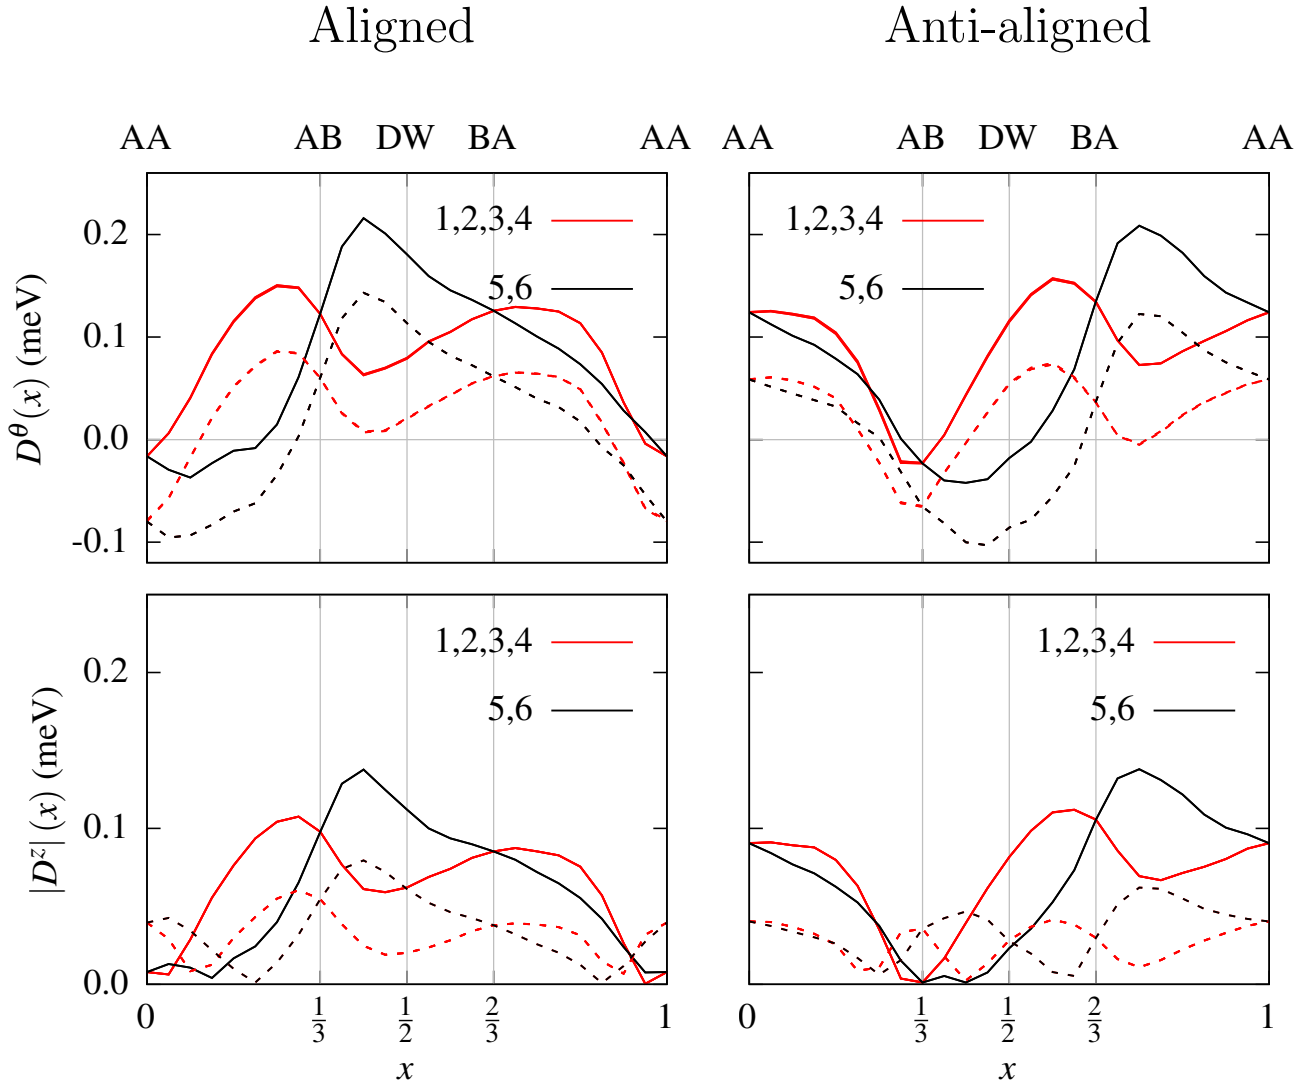 Aligned
Anti-aligned
AA AB DW BA AA
AA AB DW BA AA
D^θ(x) (meV)
0.2
0.1
0.0
-0.1
1,2,3,4
5,6
1,2,3,4
5,6
|D^z|(x) (meV)
0.2
0.1
0.0
1,2,3,4
5,6
1,2,3,4
5,6
0 1/3 1/2 2/3 1
0 1/3 1/2 2/3 1
x
x